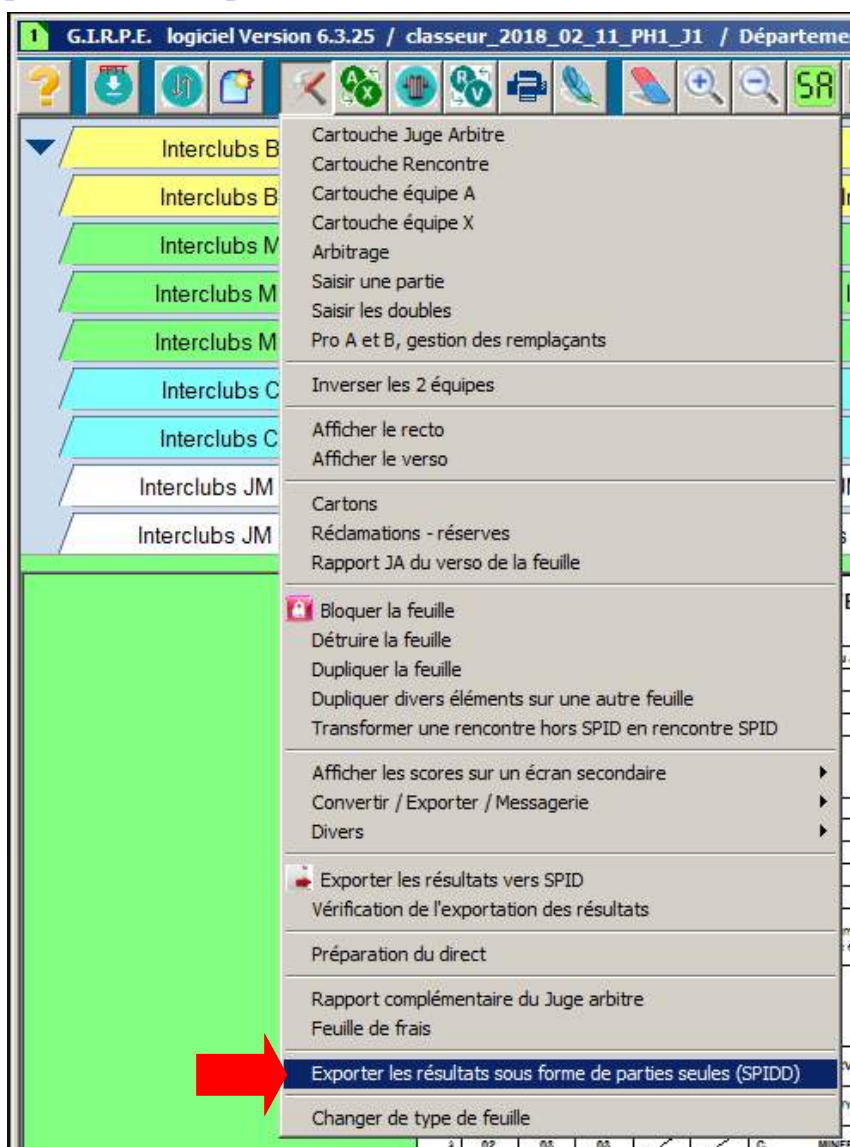 1 G.I.R.P.E. logiciel Version 6.3.25 / classeur_2018_02_11_PH1_J1 / Départeme
? A X R V SA
Interclubs B
Interclubs B
Interclubs M
Interclubs M
Interclubs M
Interclubs C
Interclubs C
Interclubs JM
Interclubs JM
Cartouche Juge Arbitre
Cartouche Rencontre
Cartouche équipe A
Cartouche équipe X
Arbitrage
Saisir une partie
Saisir les doubles
Pro A et B, gestion des remplaçants
Inverser les 2 équipes
Afficher le recto
Afficher le verso
Cartons
Réclamations - réserves
Rapport JA du verso de la feuille
Bloquer la feuille
Détruire la feuille
Dupliquer la feuille
Dupliquer divers éléments sur une autre feuille
Transformer une rencontre hors SPID en rencontre SPID
Afficher les scores sur un écran secondaire
Convertir / Exporter / Messagerie
Divers
Exporter les résultats vers SPID
Vérification de l'exportation des résultats
Préparation du direct
Rapport complémentaire du Juge arbitre
Feuille de frais
Exporter les résultats sous forme de parties seules (SPIDD)
Changer de type de feuille